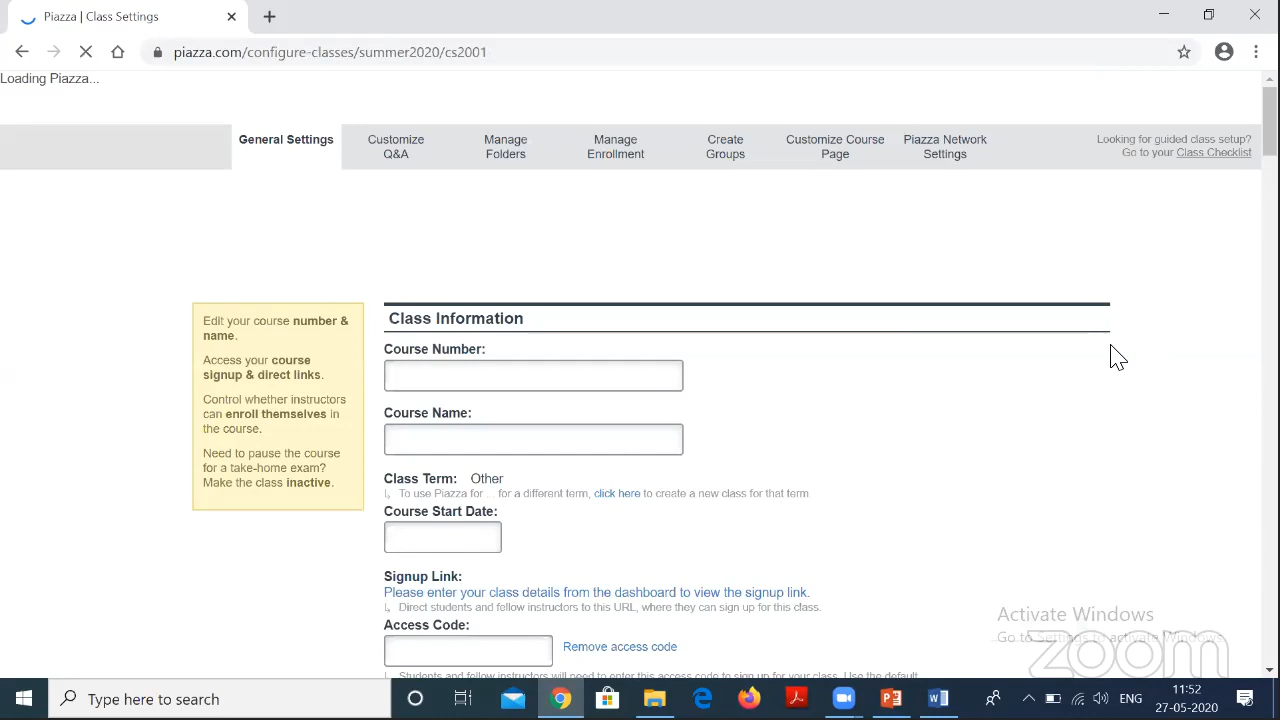 Piazza | Class Settings
piazza.com/configure-classes/summer2020/cs2001
Loading Piazza...
General Settings
Customize
Q&A
Manage
Folders
Manage
Enrollment
Create
Groups
Customize Course
Page
Piazza Network
Settings
Looking for guided class setup?
Go to your Class Checklist
Edit your course number &
name.
Access your course
signup & direct links.
Control whether instructors
can enroll themselves in
the course.
Need to pause the course
for a take-home exam?
Make the class inactive.
Class Information
Course Number:
Course Name:
Class Term: Other
To use Piazza for ... for a different term, click here to create a new class for that term
Course Start Date:
Signup Link:
Please enter your class details from the dashboard to view the signup link.
Direct students and fellow instructors to this URL, where they can sign up for this class.
Access Code:
Remove access code
Students and fellow instructors will need to enter this access code to sign up for your class. Use the default
Activate Windows
Go to Settings to activate Windows.
zoom
Type here to search
ENG
11:52
27-05-2020